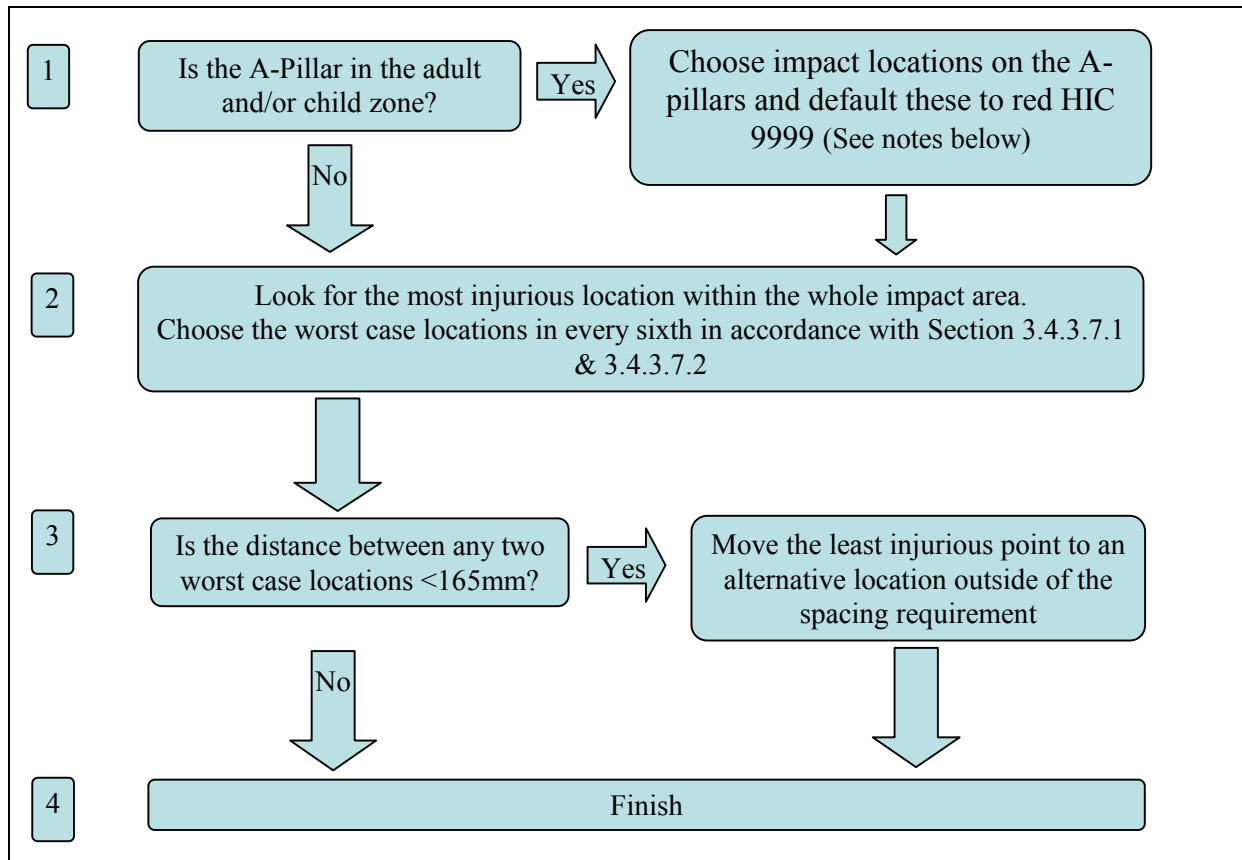 1
Is the A-Pillar in the adult
and/or child zone?
Yes
Choose impact locations on the A-
pillars and default these to red HIC
9999 (See notes below)
No
2
Look for the most injurious location within the whole impact area.
Choose the worst case locations in every sixth in accordance with Section 3.4.3.7.1
& 3.4.3.7.2
3
Is the distance between any two
worst case locations <165mm?
Yes
Move the least injurious point to an
alternative location outside of the
spacing requirement
No
4
Finish